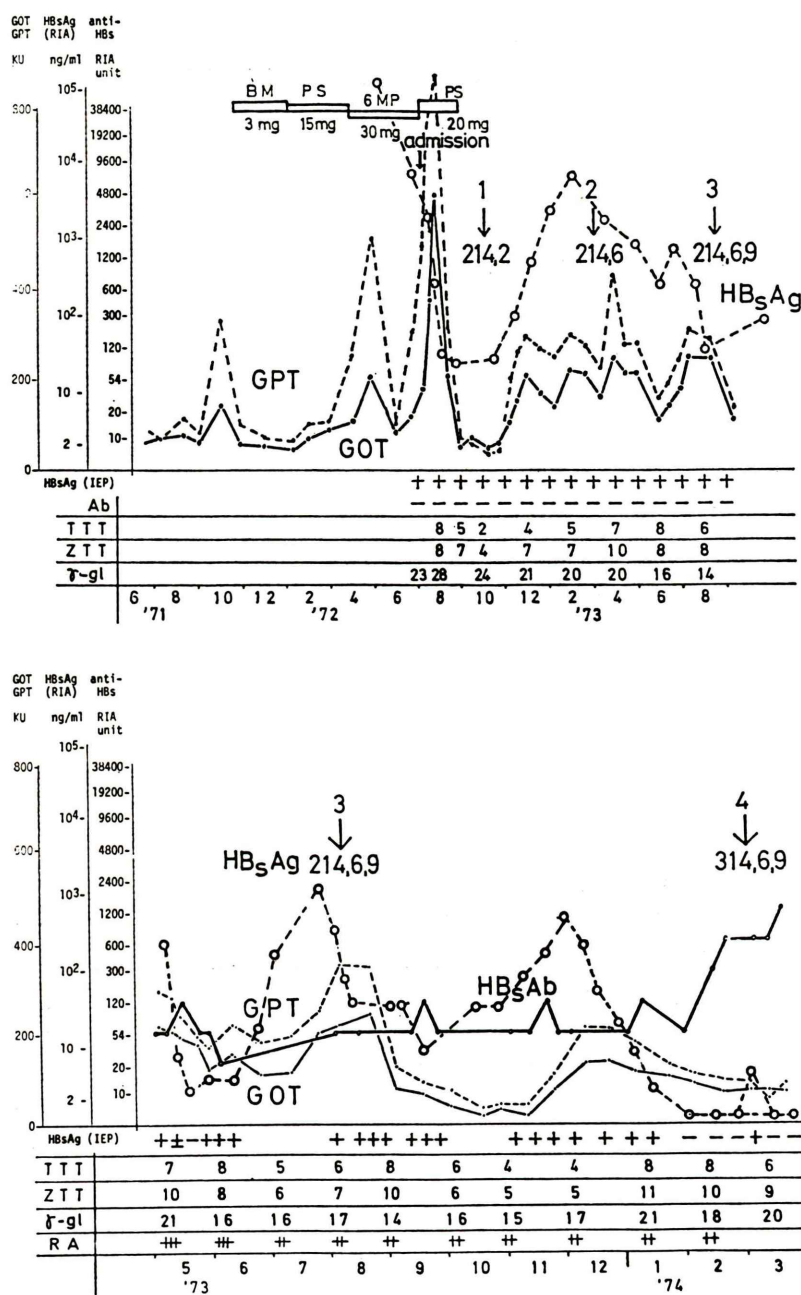 GOT HBsAg anti-
GPT (RIA) HBs
KU ng/ml RIA
unit
10⁵-
38400-
19200-
10⁴-
9600-
4800-
2400-
10³-
1200-
400-
600-
10²-
300-
120-
200-
54-
10-
20-
10-
2-
0-
BM PS 6MP PS
3mg 15mg 30mg 20mg
admission
1 2 3
214,2 214,6 214,6,9
HBsAg
GPT
GOT
HBsAg (IEP) + + + + + + + + + + + + + + +
Ab − − − − − − − − − − − − − − −
TTT 8 5 2 4 5 7 8 6
ZTT 8 7 4 7 7 10 8 8
γ-gl 23 28 24 21 20 20 16 14
6 8 10 12 2 4 6 8 10 12 2 4 6 8
'71 '72 '73
GOT HBsAg anti-
GPT (RIA) HBs
KU ng/ml RIA
unit
10⁵-
800- 38400-
19200-
10⁴-
9600-
600-
4800-
10³- 2400-
1200-
400- 600-
10²- 300-
120-
200- 54-
10-
20-
10-
2-
0-
3 4
HBsAg 214,6,9 314,6,9
HBsAb
GPT
GOT
HBsAg (IEP) + ± − + + + + + + + + + + + + + + + + − − − + − −
TTT 7 8 5 6 8 6 4 4 8 8 6
ZTT 10 8 6 7 10 6 5 5 11 10 9
γ-gl 21 16 16 17 14 16 15 17 21 18 20
RA ⧻ ⧻ ⧺ ⧺ ⧺ ⧺ ⧺ ⧺ ⧺ ⧺
5 6 7 8 9 10 11 12 1 2 3
'73 '74